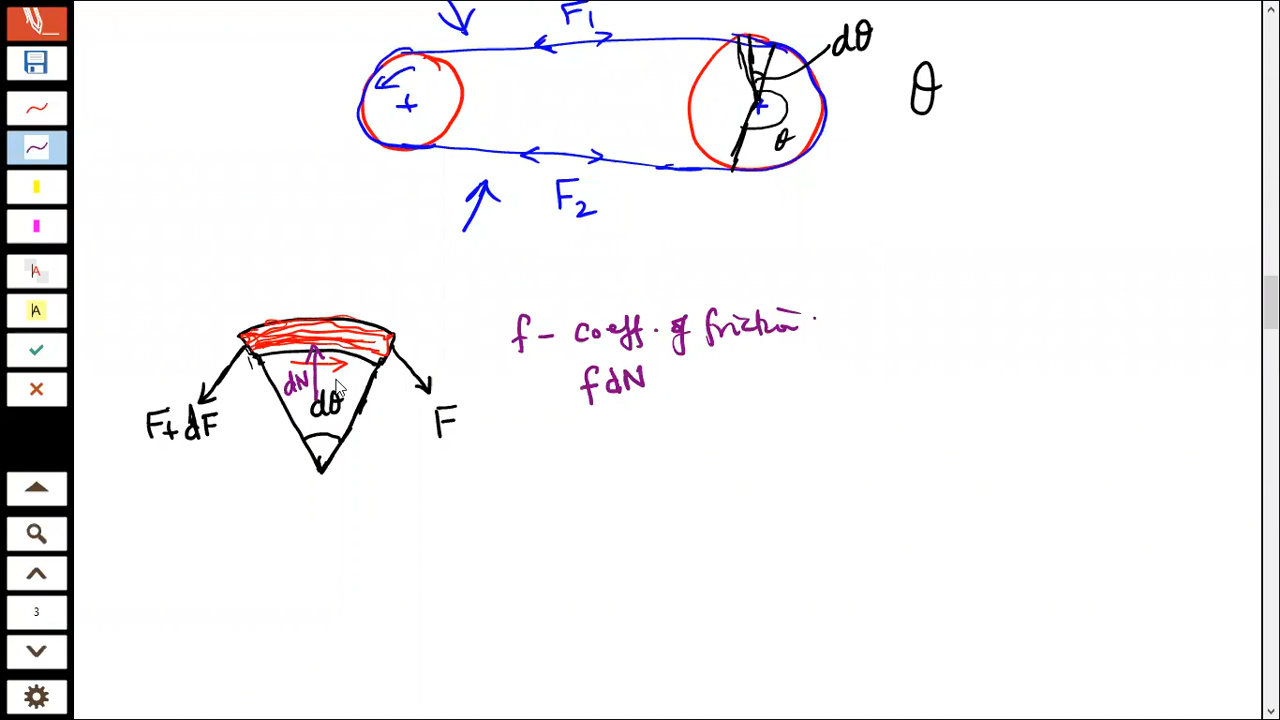 F1
dθ
θ
θ
F2
f - coeff. of friction.
fdN
dN
dθ
F+dF
F
A
A
3